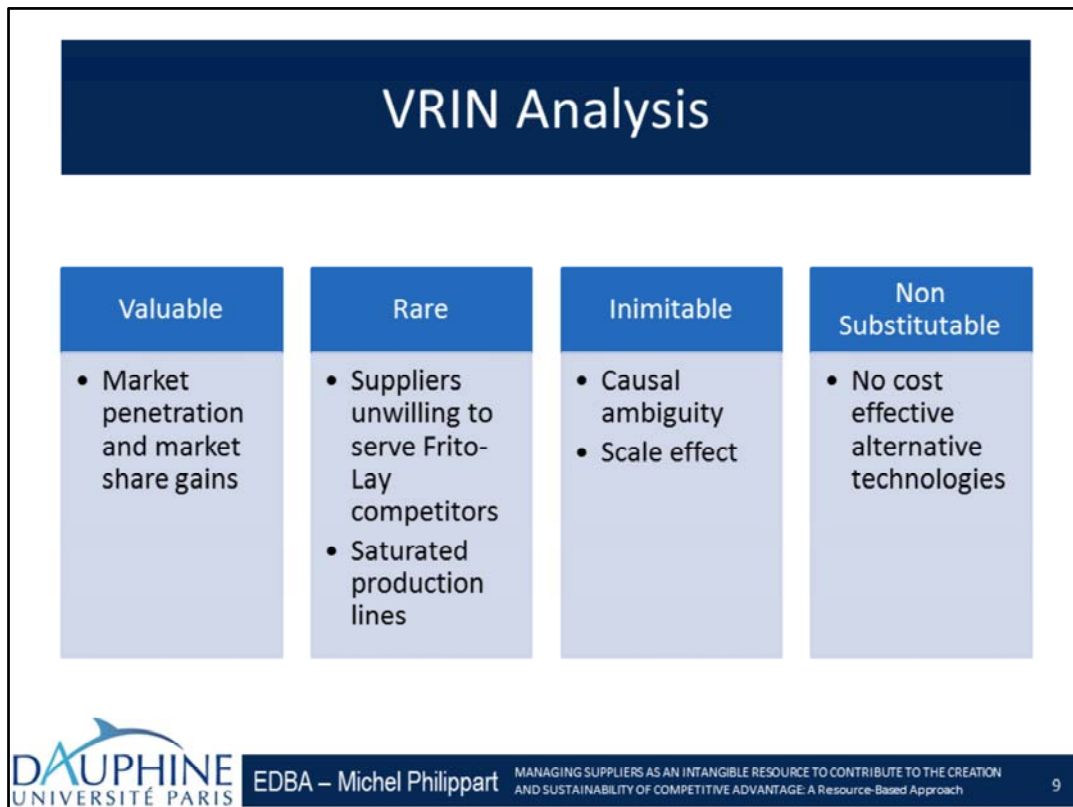 VRIN Analysis
Valuable
• Market
penetration
and market
share gains
Rare
• Suppliers
unwilling to
serve Frito-
Lay
competitors
• Saturated
production
lines
Inimitable
• Causal
ambiguity
• Scale effect
Non
Substitutable
• No cost
effective
alternative
technologies
DAUPHINE
UNIVERSITÉ PARIS
EDBA – Michel Philippart
MANAGING SUPPLIERS AS AN INTANGIBLE RESOURCE TO CONTRIBUTE TO THE CREATION
AND SUSTAINABILITY OF COMPETITIVE ADVANTAGE: A Resource-Based Approach
9